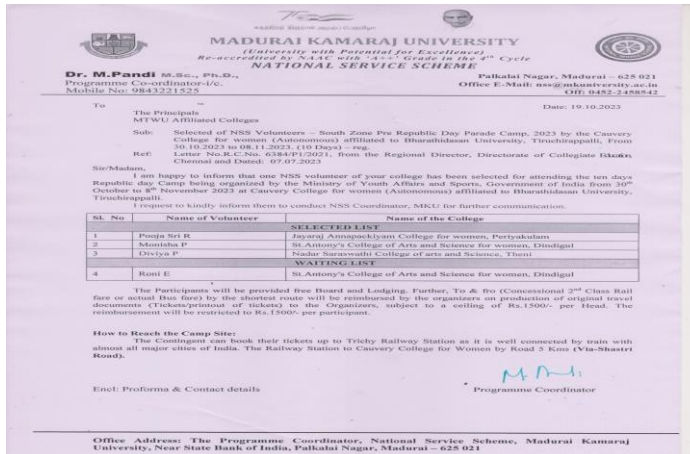 MADURAI KAMARAJ UNIVERSITY
(University with Potential for Excellence)
Re-accredited by NAAC with 'A++' Grade in the 4th Cycle
NATIONAL SERVICE SCHEME
Dr. M.Pandi M.Sc., Ph.D.,
Programme Co-ordinator-i/c.
Mobile No: 9843221525
Palkalai Nagar, Madurai – 625 021
Office E-Mail: nss@mkuniversity.ac.in
Off: 0452-2458542
Date: 19.10.2023
To
The Principals
MTWU Affiliated Colleges
Sub: Selected of NSS Volunteers – South Zone Pre Republic Day Parade Camp, 2023 by the Cauvery
College for women (Autonomous) affiliated to Bharathidasan University, Tiruchirappalli, From
30.10.2023 to 08.11.2023. (10 Days) – reg.
Ref: Letter No.R.C.No. 6384/P1/2021, from the Regional Director, Directorate of Collegiate Education,
Chennai and Dated: 07.07.2023
Sir/Madam,
I am happy to inform that one NSS volunteer of your college has been selected for attending the ten days
Republic day Camp being organized by the Ministry of Youth Affairs and Sports, Government of India from 30th
October to 8th November 2023 at Cauvery College for women (Autonomous) affiliated to Bharathidasan University,
Tiruchirappalli.
I request to kindly inform them to conduct NSS Coordinator, MKU for further communication.
Sl. No Name of Volunteer Name of the College
SELECTED LIST
1 Pooja Sri R Jayaraj Annapackiyam College for women, Periyakulam
2 Monisha P St.Antony's College of Arts and Science for women, Dindigul
3 Diviya P Nadar Saraswathi College of arts and Science, Theni
WAITING LIST
4 Roni E St.Antony's College of Arts and Science for women, Dindigul
The Participants will be provided free Board and Lodging. Further, To & fro (Concessional 2nd Class Rail
fare or actual Bus fare) by the shortest route will be reimbursed by the organizers on production of original travel
documents (Tickets/printout of tickets) to the Organizers, subject to a ceiling of Rs.1500/- per Head. The
reimbursement will be restricted to Rs.1500/- per participant.
How to Reach the Camp Site:
The Contingent can book their tickets up to Trichy Railway Station as it is well connected by train with
almost all major cities of India. The Railway Station to Cauvery College for Women by Road 5 Kms (Via-Shastri
Road).
Encl: Proforma & Contact details
Programme Coordinator
Office Address: The Programme Coordinator, National Service Scheme, Madurai Kamaraj
University, Near State Bank of India, Palkalai Nagar, Madurai – 625 021